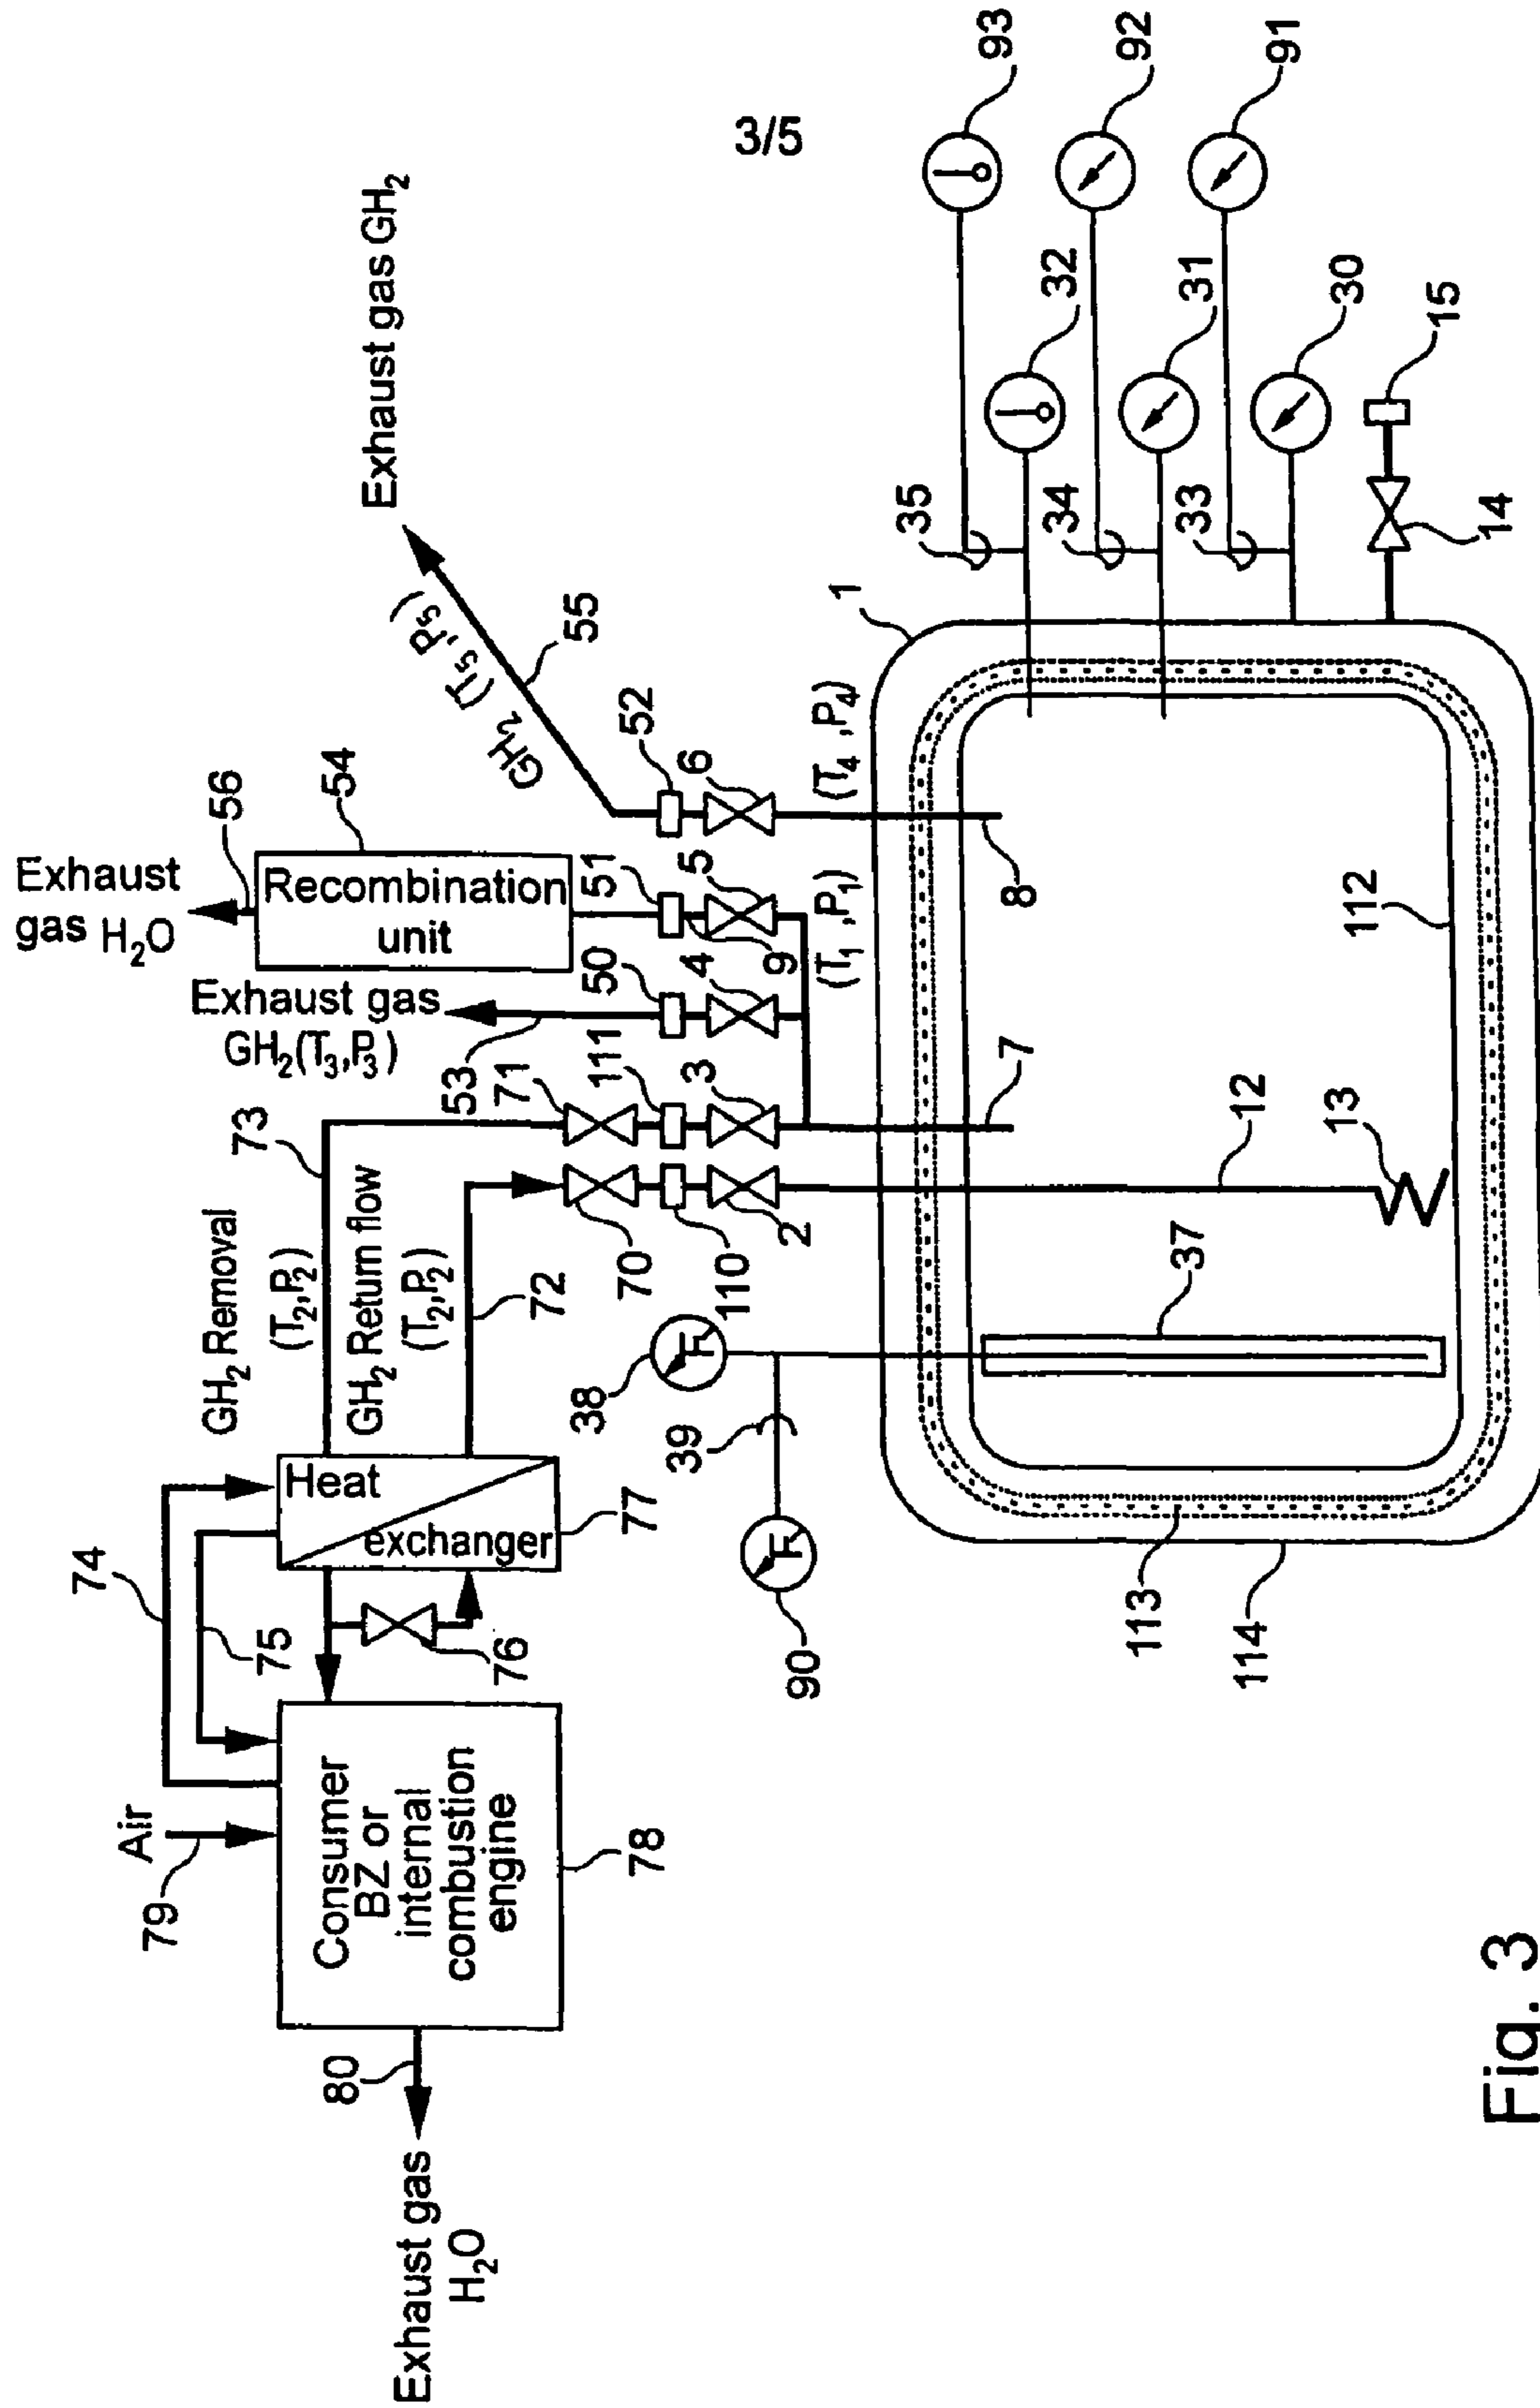 3/5
Exhaust gas GH2
GH2 (T5,P5)
55
56
Exhaust
gas H2O
54
Recombination
unit
52
51
50
6
5
9
4
Exhaust gas
GH2(T3,P3)
53
71
111
3
(T4 ,P4)
(T1 ,P1)
73
GH2 Removal
(T2,P2)
GH2 Return flow
(T2,P2)
72
70
110
2
Heat
exchanger
77
74
75
76
Air
79
Consumer
BZ or
internal
combustion
engine
78
80
Exhaust gas
H2O
38
F
39
F
90
93
92
91
32
31
30
35
34
33
15
14
1
8
7
112
12
13
37
113
114
Fig. 3